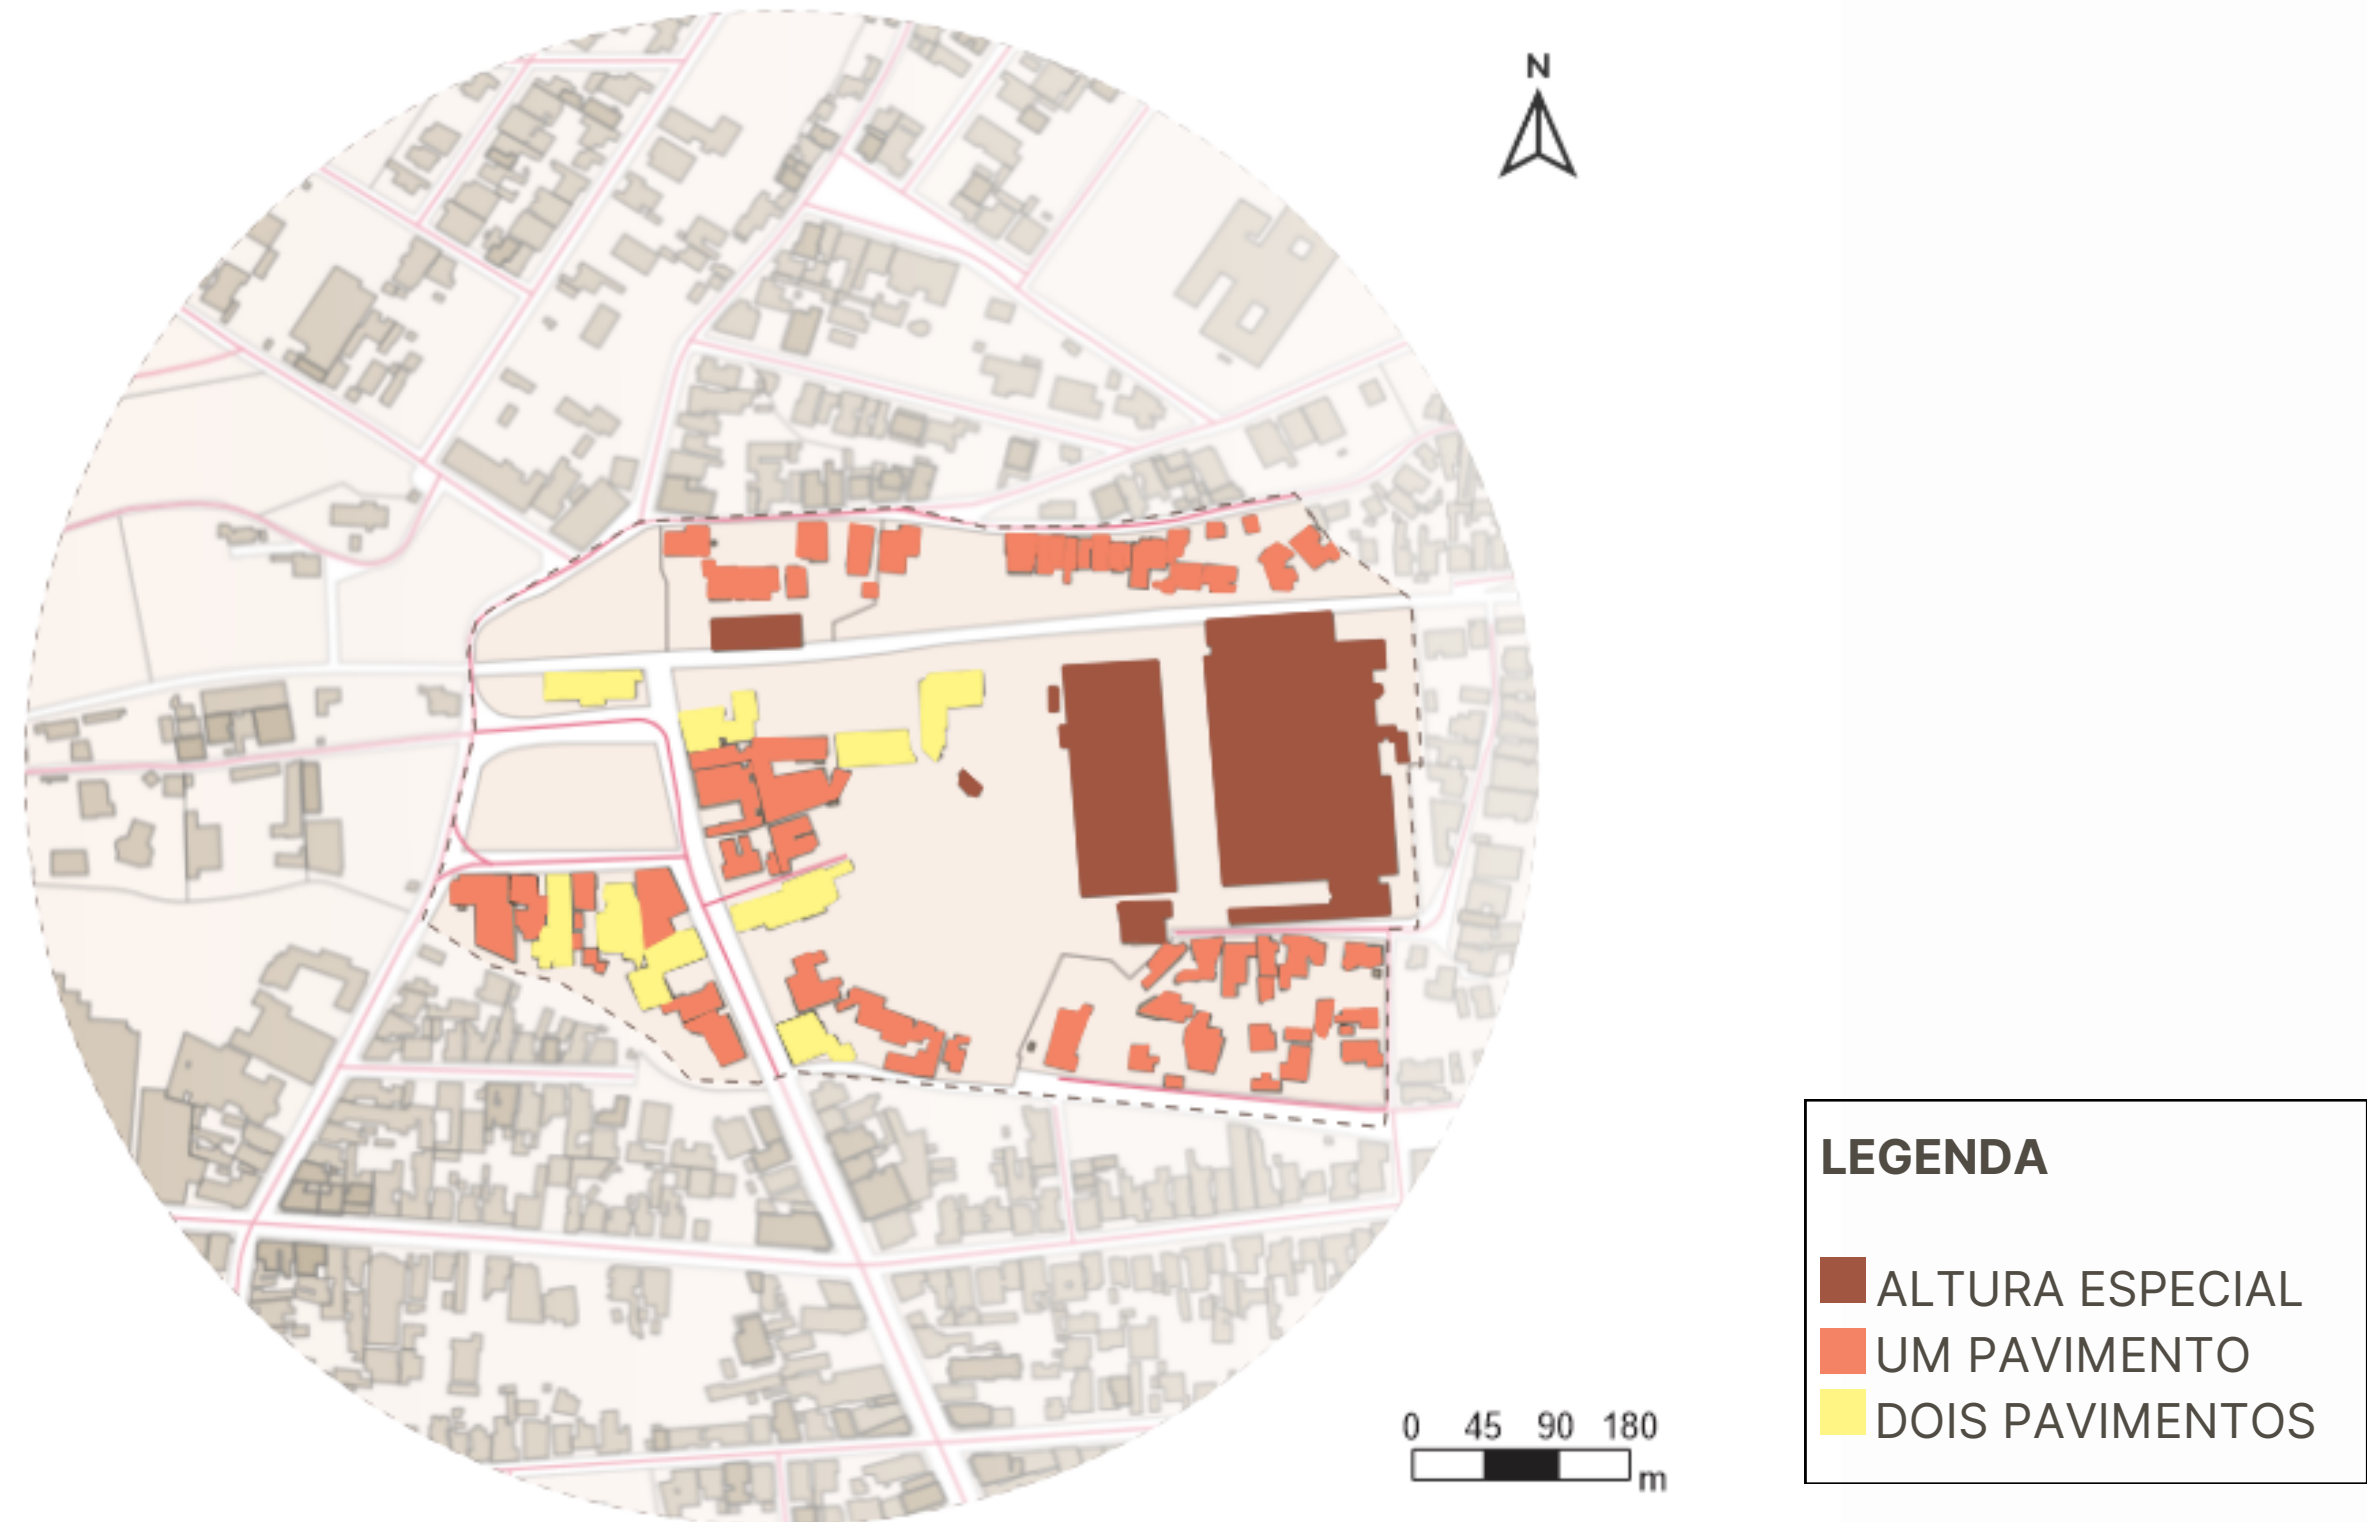 N
0 45 90 180
m
LEGENDA
ALTURA ESPECIAL
UM PAVIMENTO
DOIS PAVIMENTOS